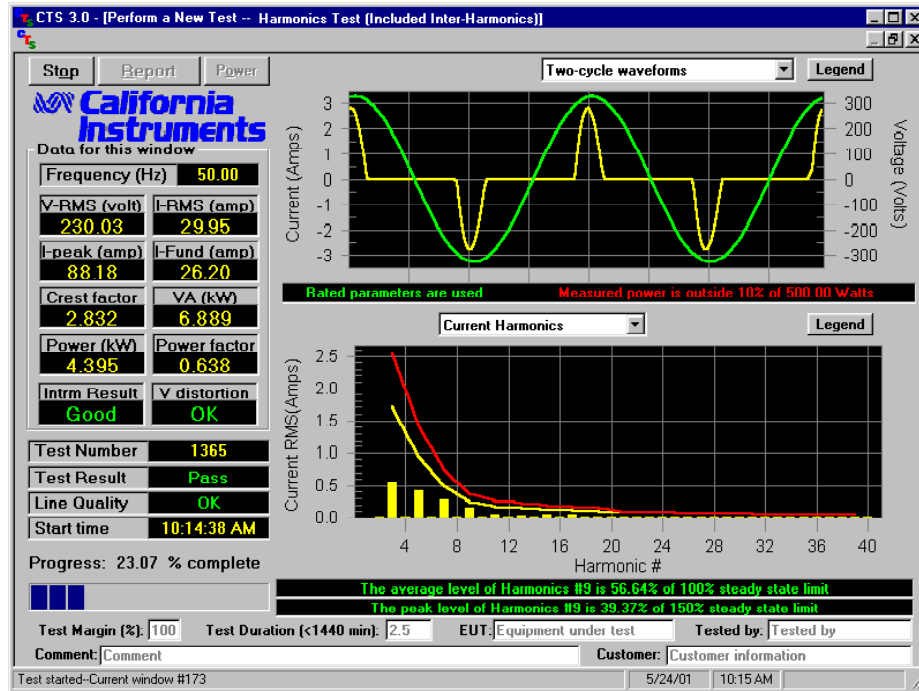 CTS 3.0 - [Perform a New Test -- Harmonics Test (Included Inter-Harmonics)]
CTS
Stop Report Power
California
Instruments
Data for this window
Frequency (Hz) 50.00
V-RMS (volt) I-RMS (amp)
230.03 29.95
I-peak (amp) I-Fund (amp)
88.18 26.20
Crest factor VA (kW)
2.832 6.889
Power (kW) Power factor
4.395 0.638
Intrm Result V distortion
Good OK
Test Number 1365
Test Result Pass
Line Quality OK
Start time 10:14:38 AM
Progress: 23.07 % complete
Two-cycle waveforms Legend
Current (Amps)
3 2 1 0 -1 -2 -3
300 200 100 0 -100 -200 -300
Voltage (Volts)
Rated parameters are used Measured power is outside 10% of 500.00 Watts
Current Harmonics Legend
Current RMS(Amps)
2.5 2.0 1.5 1.0 0.5 0.0
4 8 12 16 20 24 28 32 36 40
Harmonic #
The average level of Harmonics #9 is 56.64% of 100% steady state limit
The peak level of Harmonics #9 is 39.37% of 150% steady state limit
Test Margin (%): 100 Test Duration (<1440 min): 2.5 EUT: Equipment under test Tested by: Tested by
Comment: Comment Customer: Customer information
Test started--Current window #173 5/24/01 10:15 AM